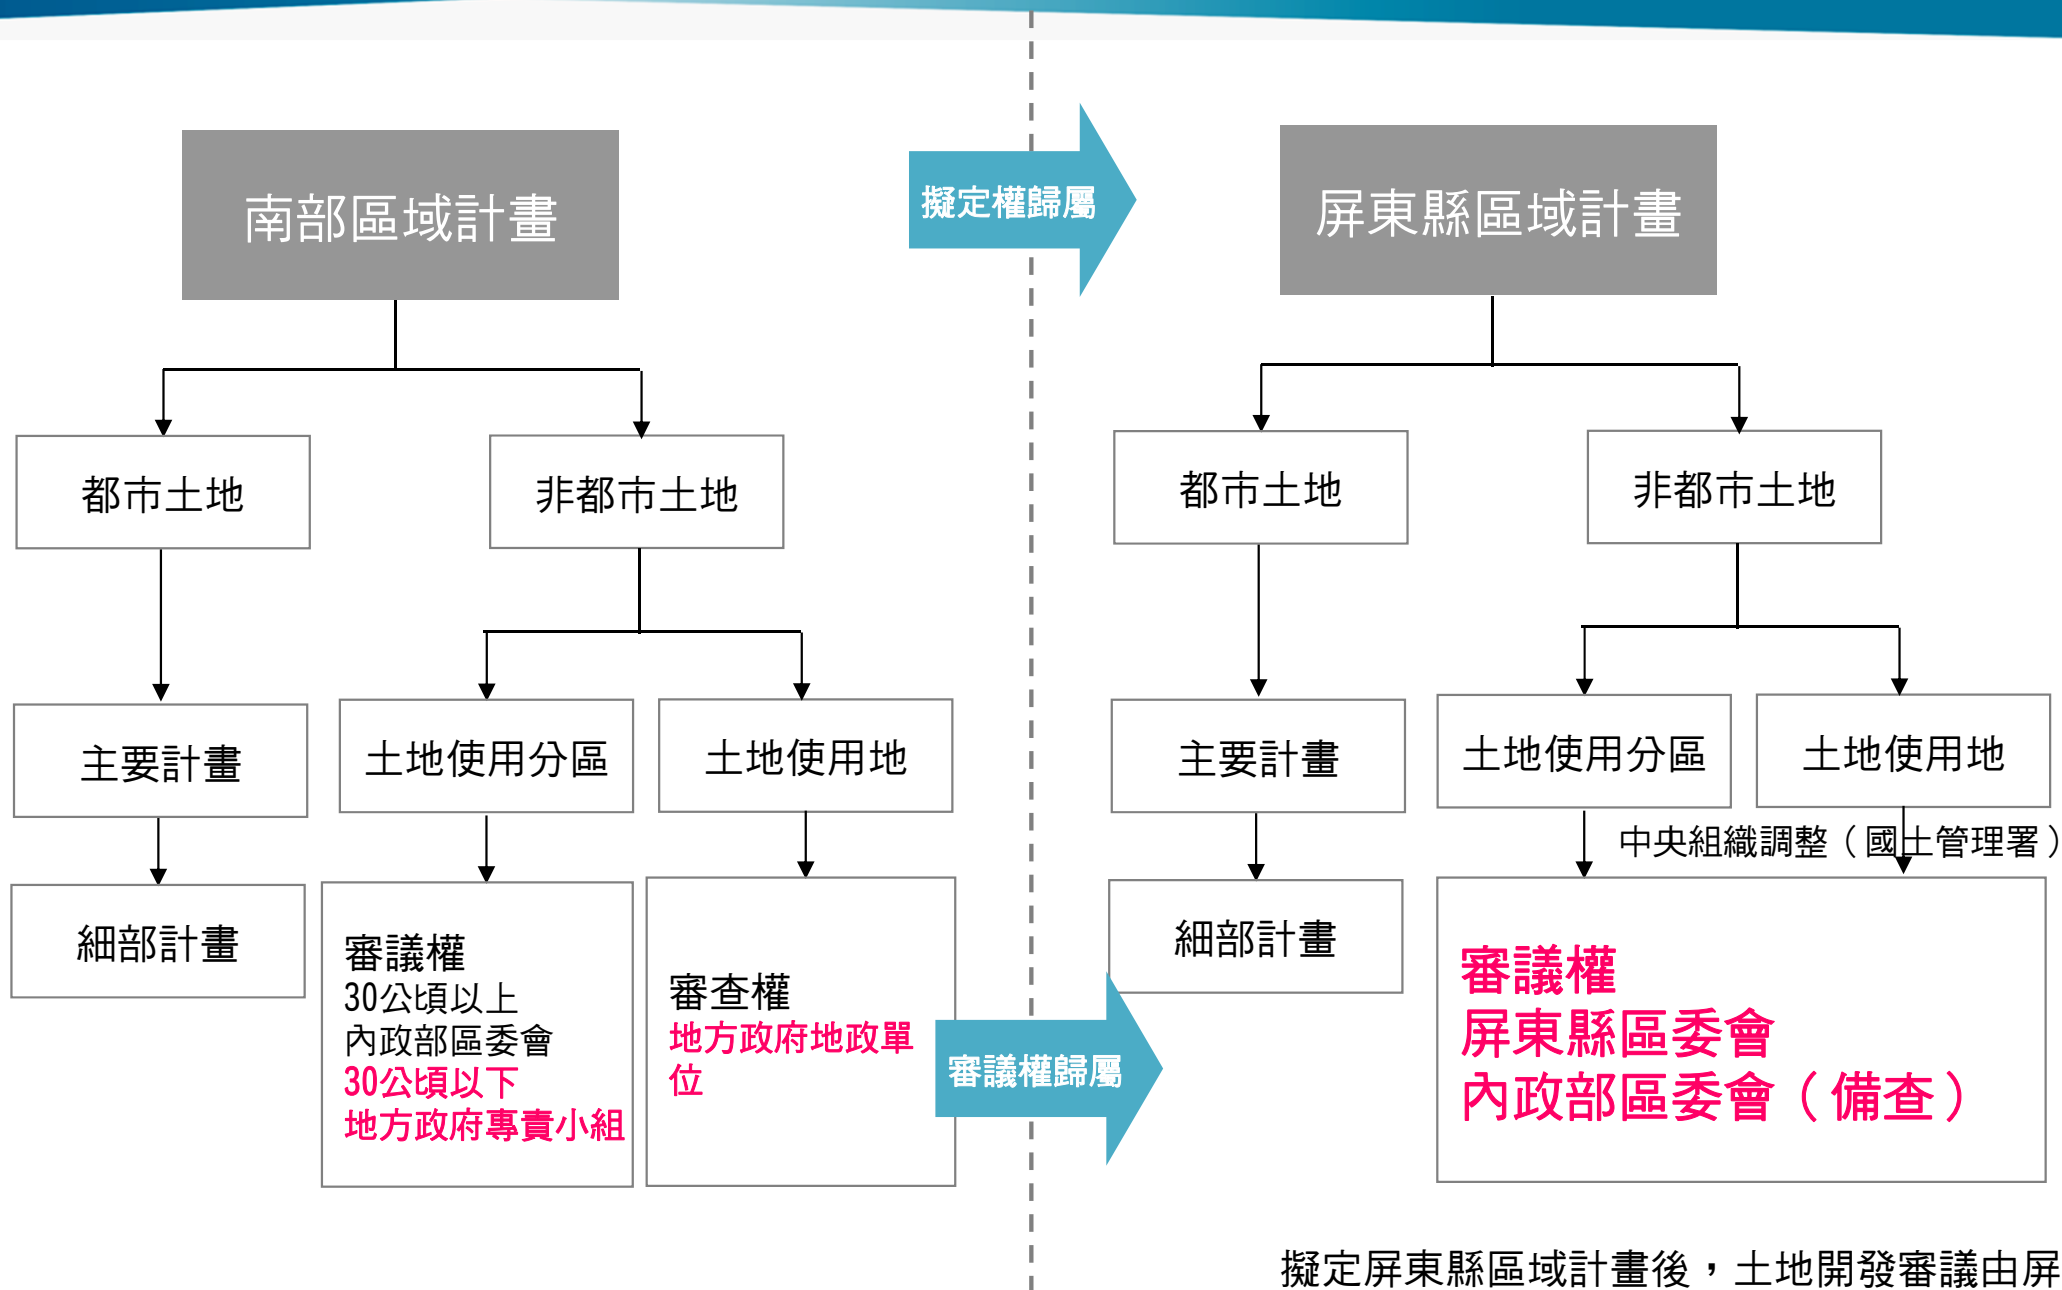 南部區域計畫
擬定權歸屬
屏東縣區域計畫
都市土地
非都市土地
主要計畫
土地使用分區
土地使用地
細部計畫
審議權
30公頃以上
內政部區委會
30公頃以下
地方政府專責小組
審查權
地方政府地政單
位
審議權歸屬
都市土地
非都市土地
主要計畫
土地使用分區
土地使用地
中央組織調整（國土管理署）
細部計畫
審議權
屏東縣區委會
內政部區委會（備查）
擬定屏東縣區域計畫後，土地開發審議由屏